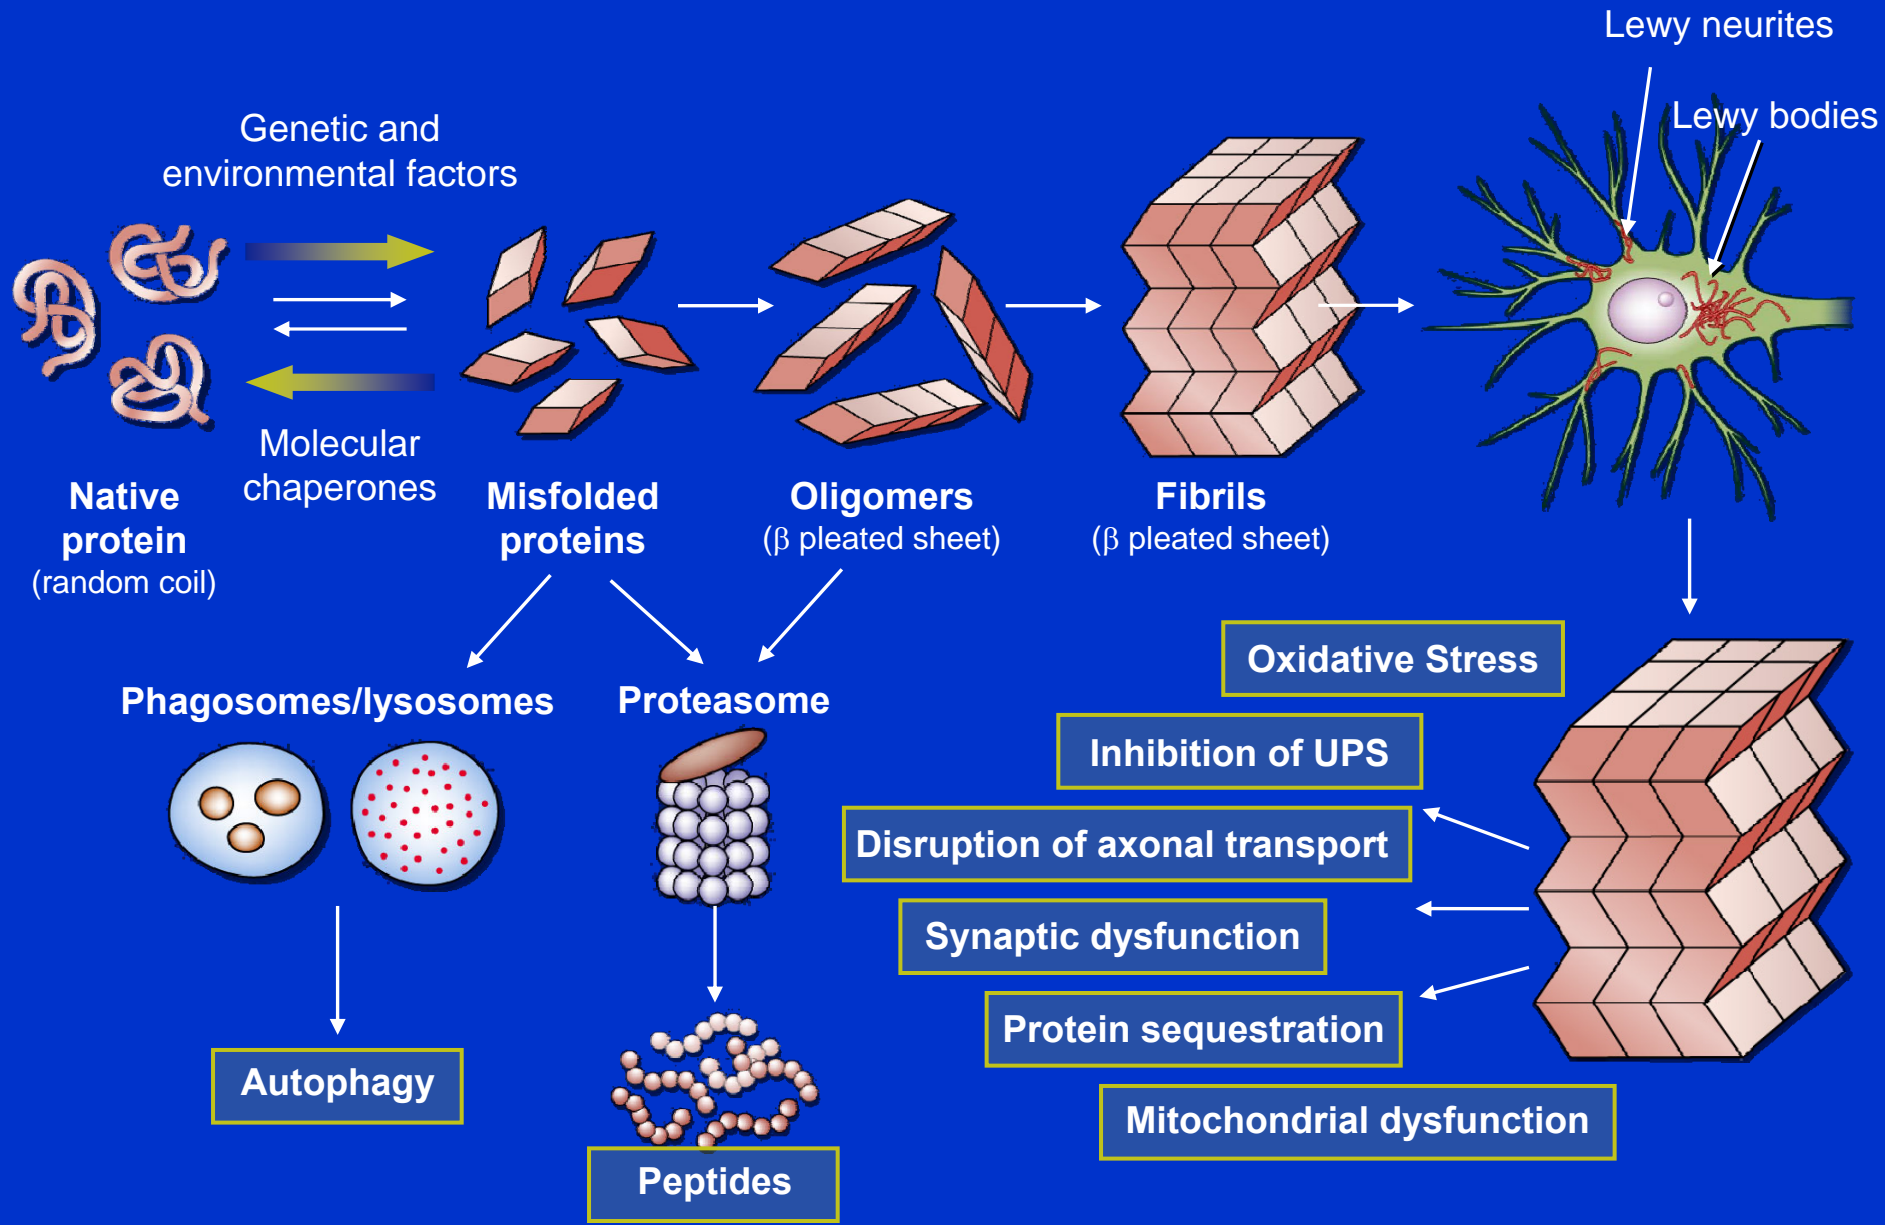 Lewy neurites
Lewy bodies
Genetic and
environmental factors
Molecular
chaperones
Native
protein
(random coil)
Misfolded
proteins
Oligomers
(β pleated sheet)
Fibrils
(β pleated sheet)
Phagosomes/lysosomes
Proteasome
Autophagy
Peptides
Oxidative Stress
Inhibition of UPS
Disruption of axonal transport
Synaptic dysfunction
Protein sequestration
Mitochondrial dysfunction